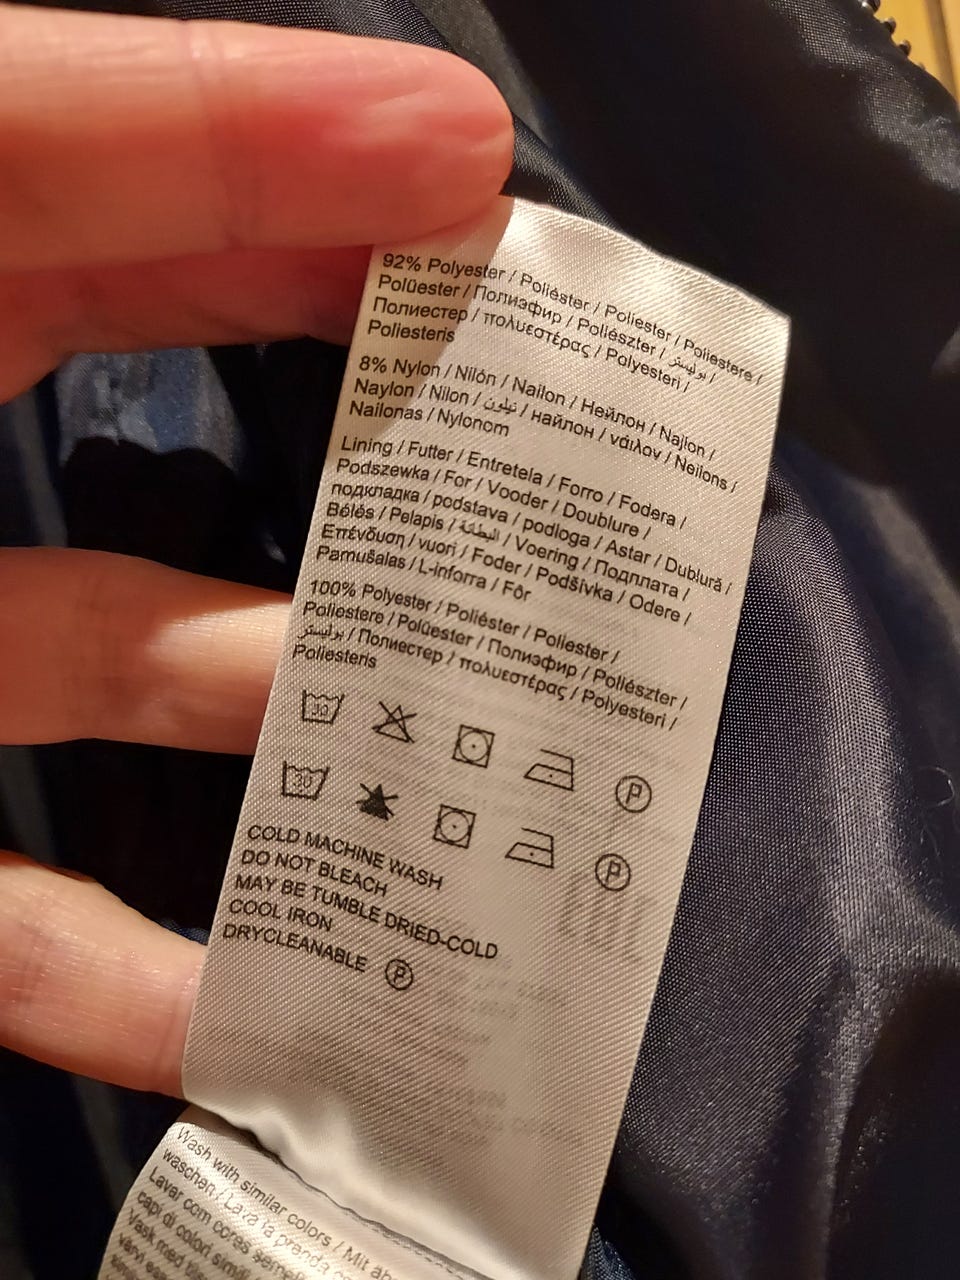 92% Polyester / Poliéster / Poliester / Poliestere /
Polüester / Полиэфир / Poliészter / بوليستر /
Полиестер / πολυεστέρας / Polyesteri /
Poliesteris
8% Nylon / Nilón / Nailon / Нейлон / Najlon /
Naylon / Nilon / نيلون / найлон / νάιλον / Neilons /
Nailonas / Nylonom
Lining / Futter / Entretela / Forro / Fodera /
Podszewka / For / Vooder / Doublure /
подкладка / podstava / podloga / Astar / Dublură /
Bélés / Pelapis / البطانة / Voering / Подплата /
Επένδυση / vuori / Foder / Podšívka / Odere /
Pamušalas / L-inforra / Fôr
100% Polyester / Poliéster / Poliester /
Poliestere / Polüester / Полиэфир / Poliészter /
بوليستر / Полиестер / πολυεστέρας / Polyesteri /
Poliesteris
30 P
30 P
COLD MACHINE WASH
DO NOT BLEACH
MAY BE TUMBLE DRIED-COLD
COOL IRON
DRYCLEANABLE P
Wash with similar colors / Mit
waschen / Lava la prenda
Lavar com cores
capi di colori simili
Vask med